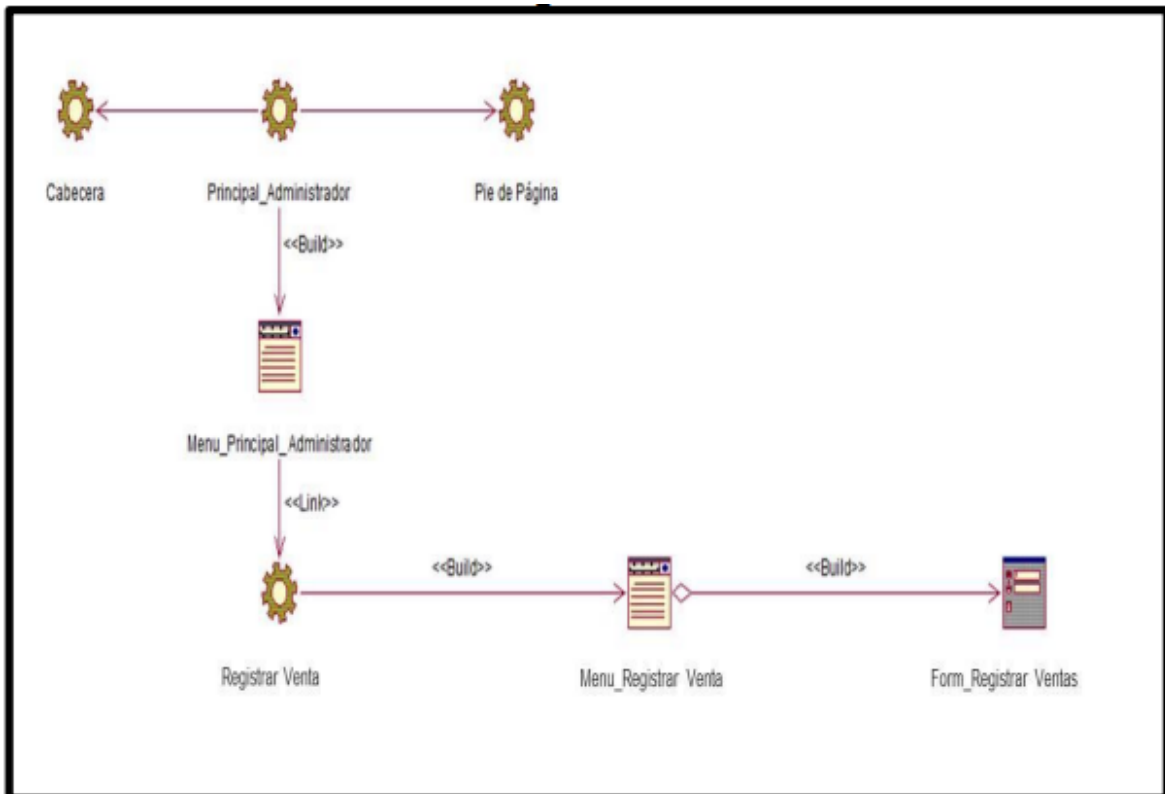 Cabecera
Principal_Administrador
Pie de Página
<<Build>>
Menu_Principal_Administrador
<<Link>>
<<Build>>
<<Build>>
Registrar Venta
Menu_Registrar Venta
Form_Registrar Ventas